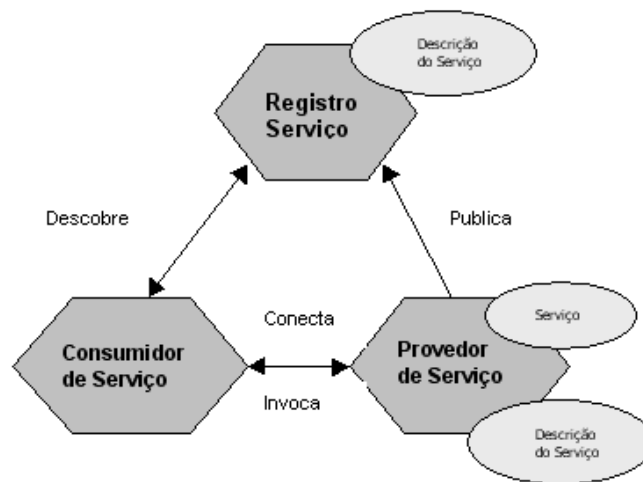 Descrição
do Serviço
Registro
Serviço
Descobre
Publica
Serviço
Conecta
Consumidor
de Serviço
Provedor
de Serviço
Invoca
Descrição
do Serviço